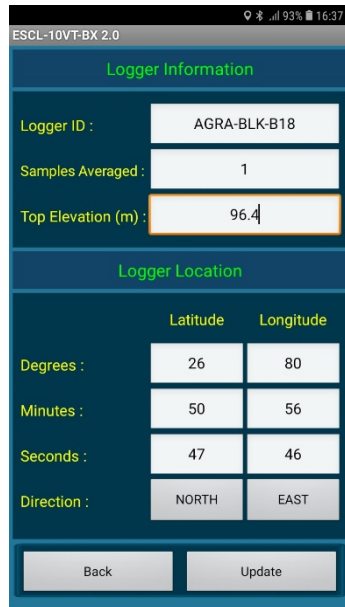 93% 16:37
ESCL-10VT-BX 2.0
Logger Information
Logger ID : AGRA-BLK-B18
Samples Averaged : 1
Top Elevation (m) : 96.4
Logger Location
Latitude Longitude
Degrees : 26 80
Minutes : 50 56
Seconds : 47 46
Direction : NORTH EAST
Back Update